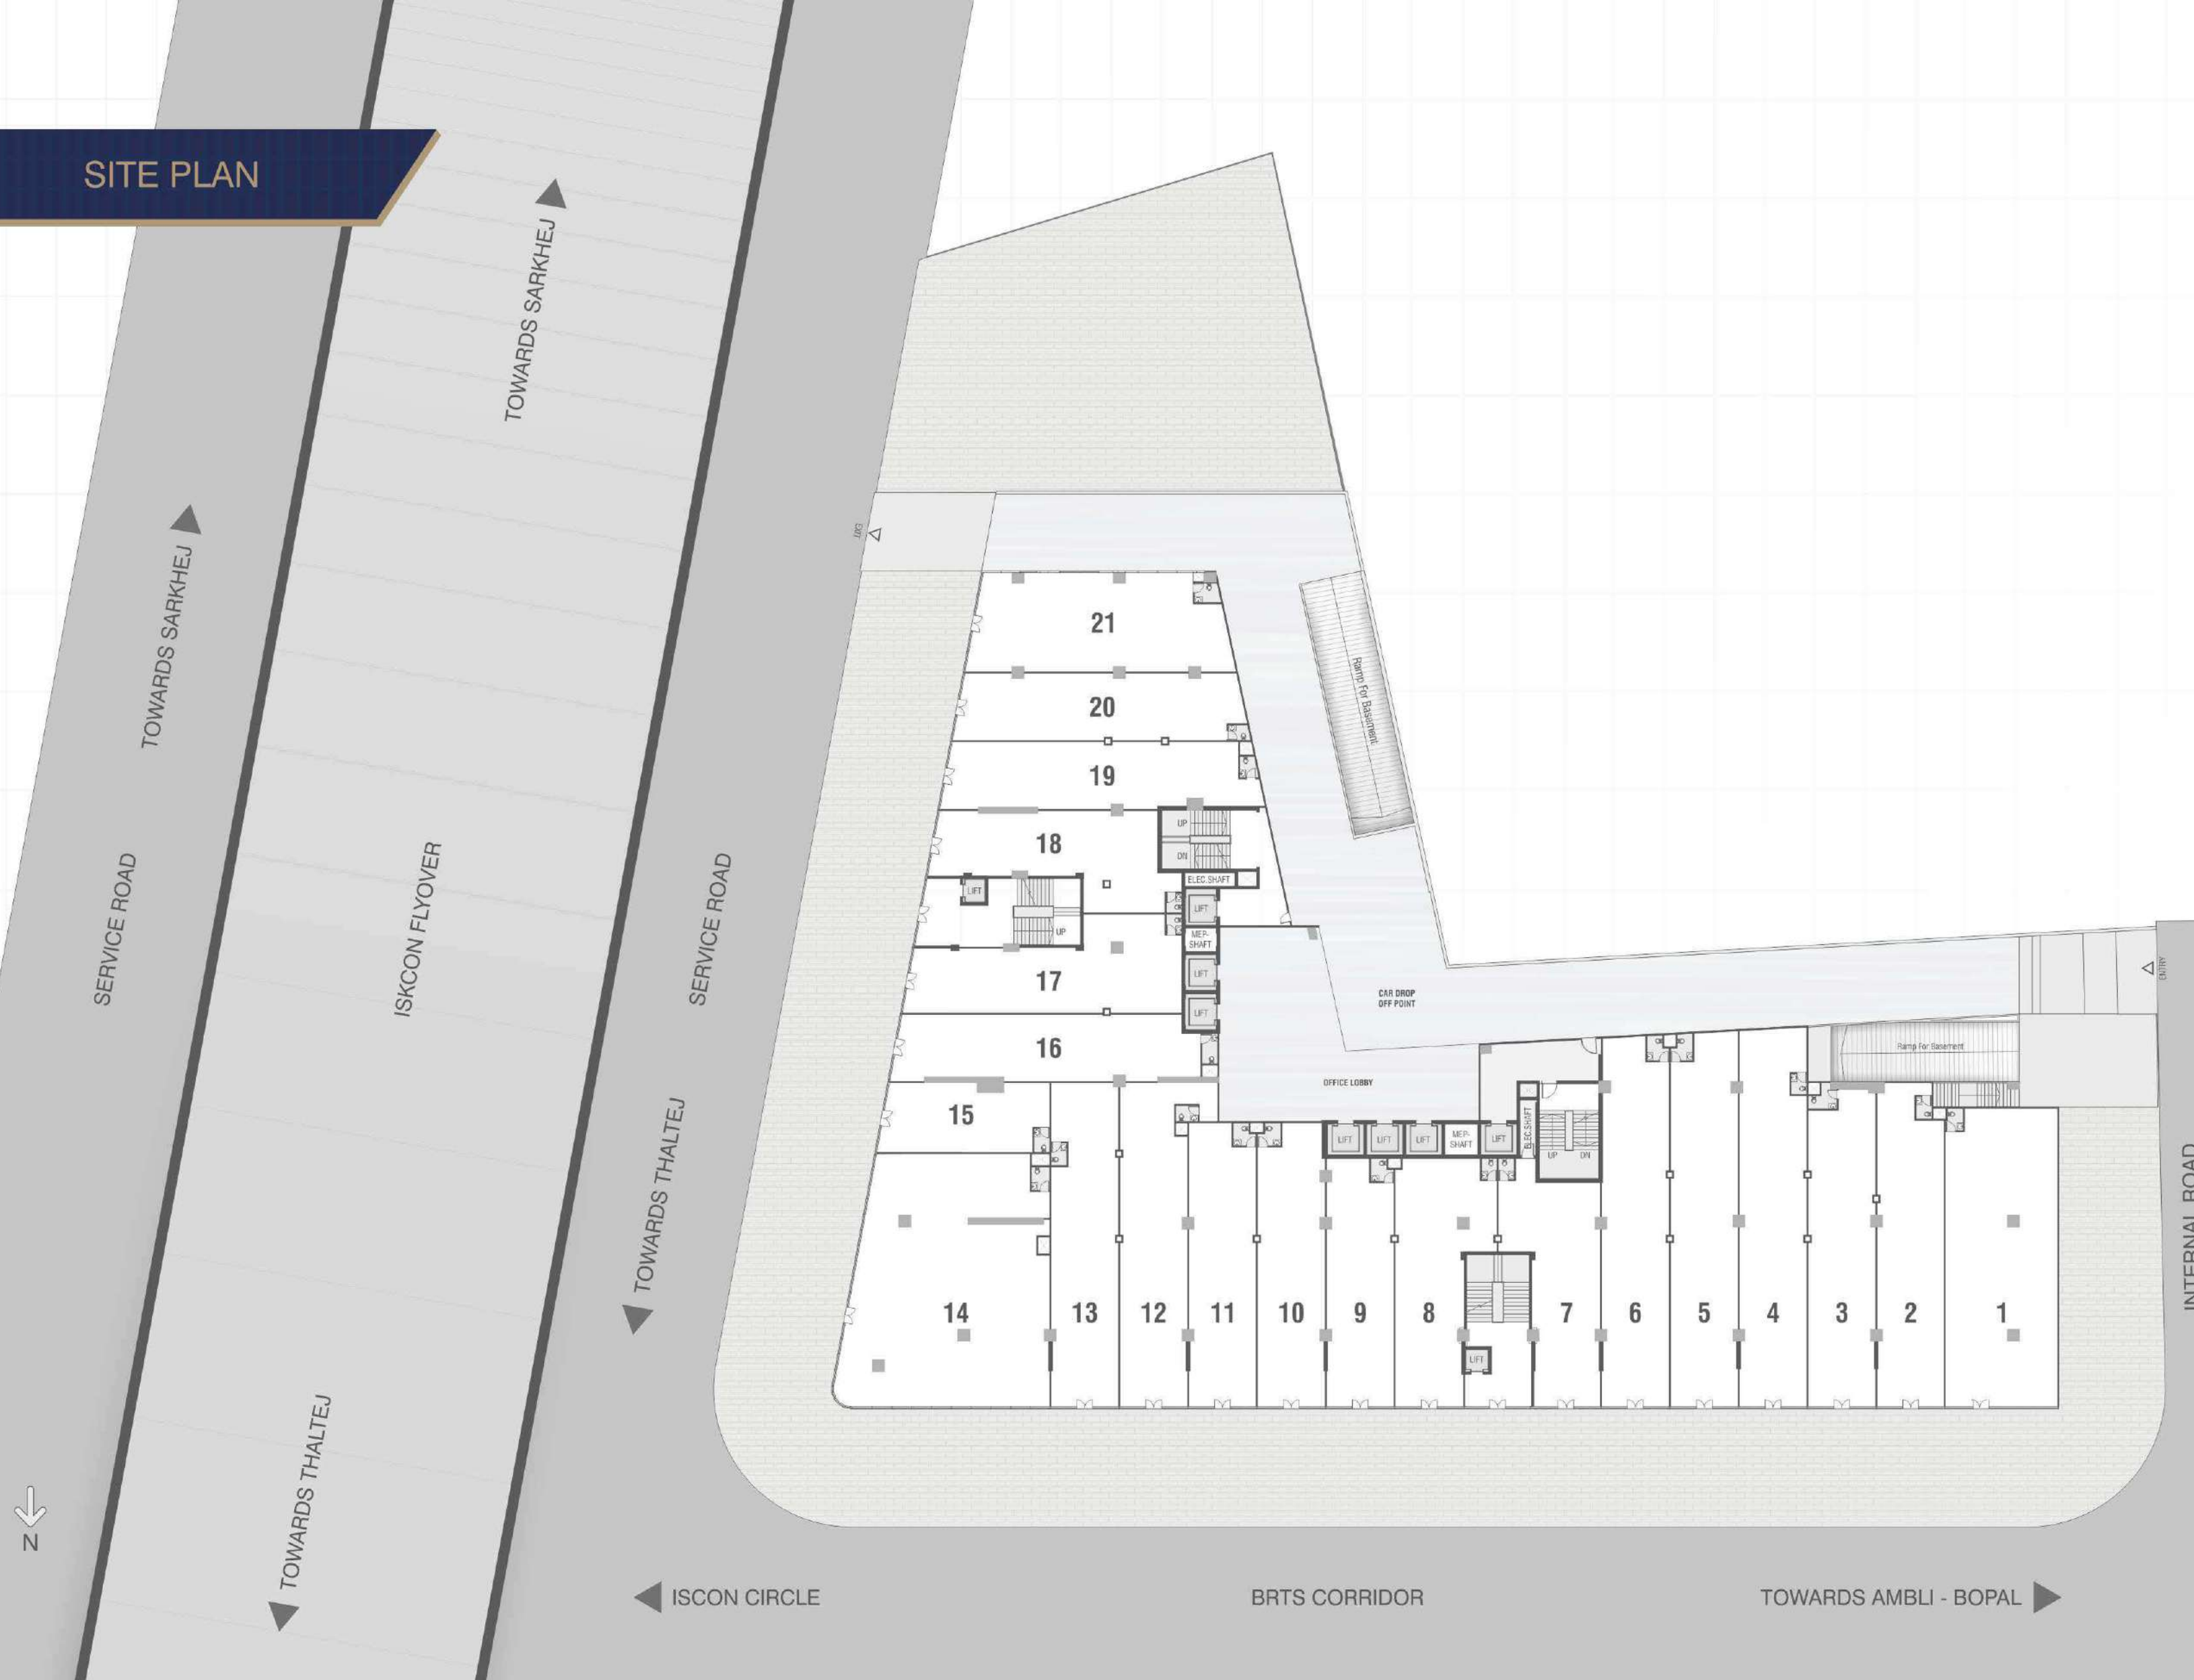 SITE PLAN
TOWARDS SARKHEJ
TOWARDS SARKHEJ
SERVICE ROAD
ISKCON FLYOVER
SERVICE ROAD
TOWARDS THALTEJ
TOWARDS THALTEJ
N
EXIT
21
20
19
18
17
16
15
14
13
12
11
10
9
8
7
6
5
4
3
2
1
Ramp For Basement
UP
DN
ELEC.SHAFT
LIFT
MEP-
SHAFT
LIFT
LIFT
LIFT
UP
CAR DROP
OFF POINT
OFFICE LOBBY
LIFT
LIFT
LIFT
MEP-
SHAFT
LIFT
ELEC.SHAFT
UP
DN
LIFT
Ramp For Basement
ENTRY
INTERNAL ROAD
ISCON CIRCLE
BRTS CORRIDOR
TOWARDS AMBLI - BOPAL